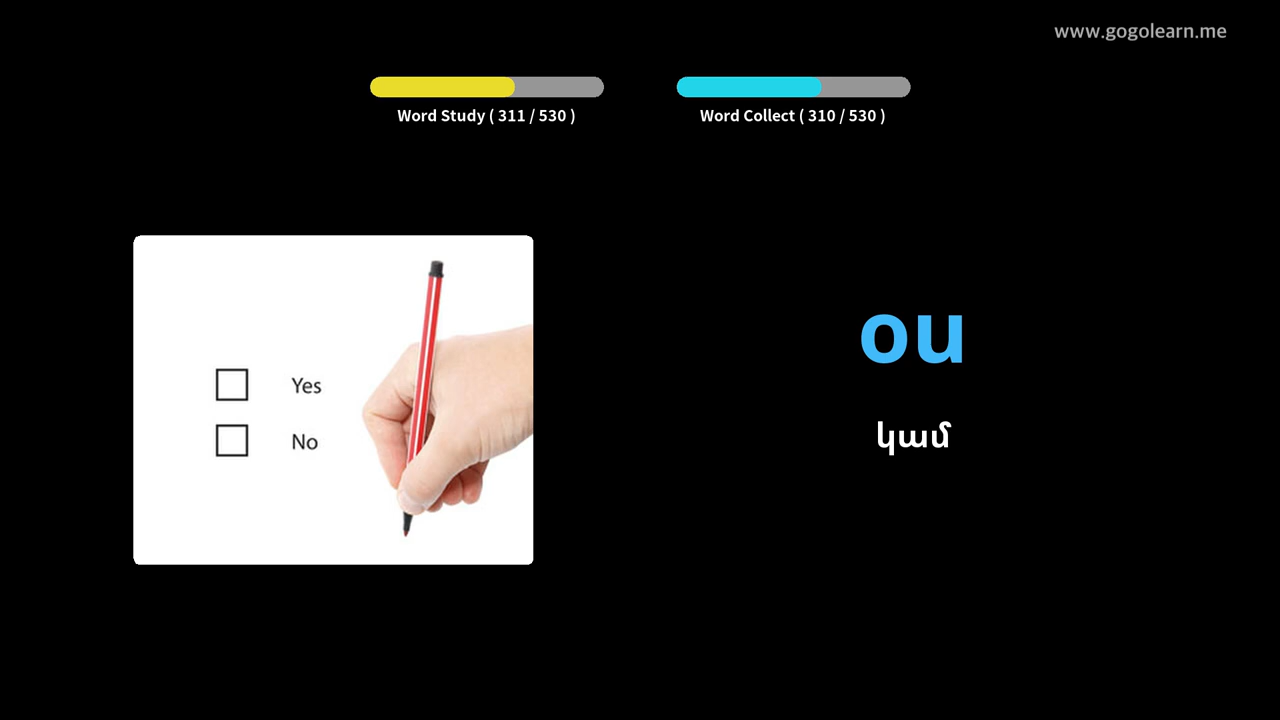 www.gogolearn.me
Word Study ( 311 / 530 )
Word Collect ( 310 / 530 )
Yes
No
ou
կամ